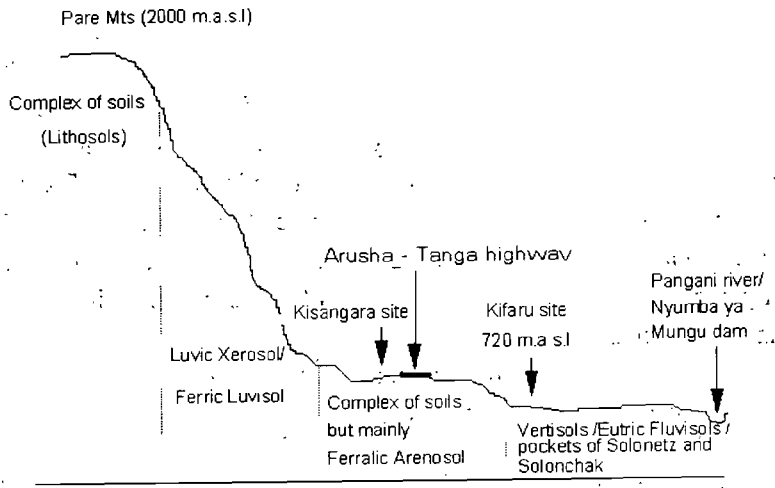 Pare Mts (2000 m.a.s.l)
Complex of soils
(Lithosols)
Arusha - Tanga highway
Kisangara site
Kifaru site
720 m.a s.l
Pangani river/
Nyumba ya
Mungu dam
Luvic Xerosol/
Ferric Luvisol
Complex of soils
but mainly
Ferralic Arenosol
Vertisols /Eutric Fluvisols /
pockets of Solonetz and
Solonchak